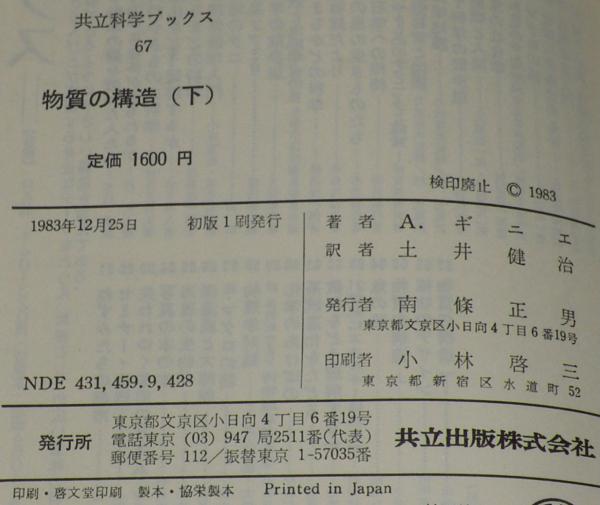 共立科学ブックス
67
物質の構造（下）
定価 1600 円
検印廃止 © 1983
1983年12月25日 初版1刷発行
著者 A. ギニエ
訳者 土井健治
発行者 南條正男
東京都文京区小日向4丁目6番19号
印刷者 小林啓三
東京都新宿区水道町52
NDE 431, 459.9, 428
発行所
東京都文京区小日向4丁目6番19号
電話東京 (03) 947 局2511番(代表)
郵便番号 112/振替東京 1-57035番
共立出版株式会社
印刷・啓文堂印刷 製本・協栄製本 Printed in Japan